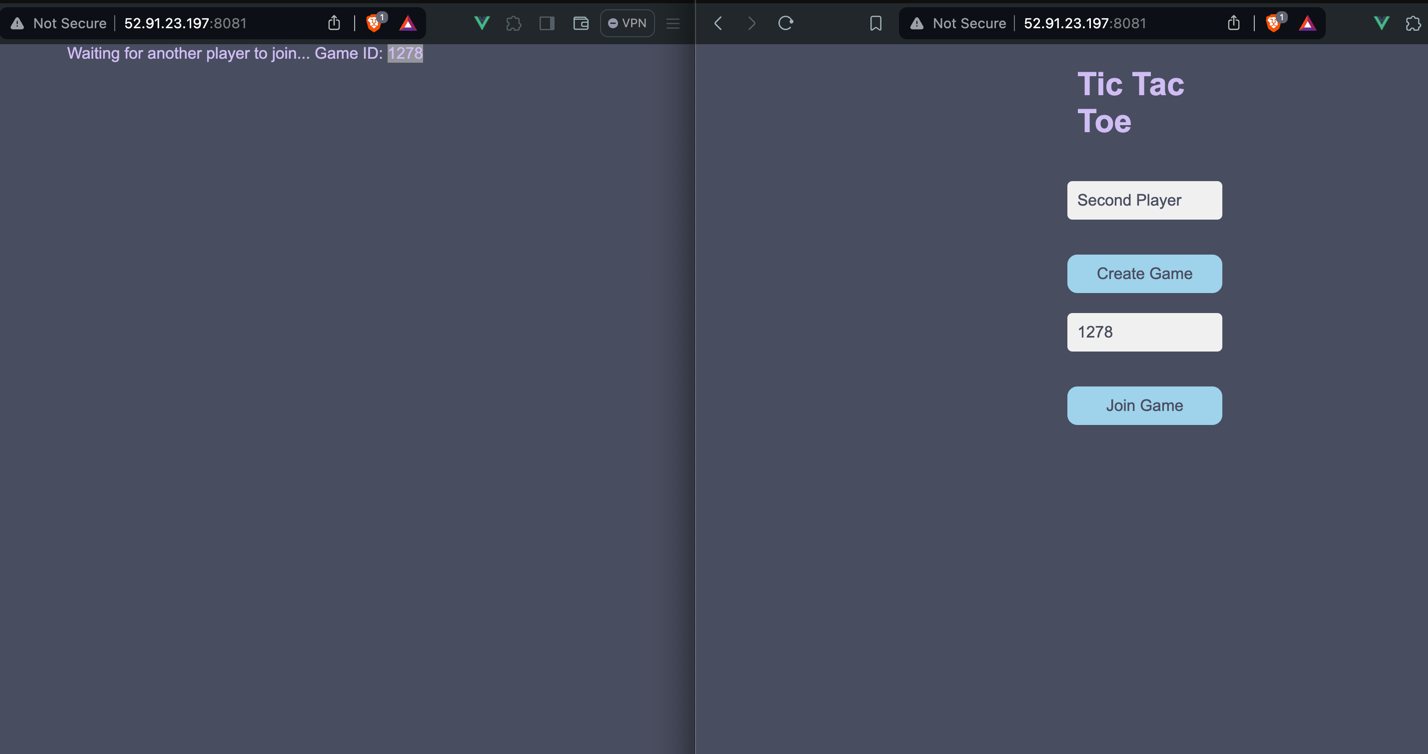 Not Secure 52.91.23.197:8081 1 VPN
Waiting for another player to join... Game ID: 1278
Not Secure 52.91.23.197:8081 1
Tic Tac
Toe
Second Player
Create Game
1278
Join Game